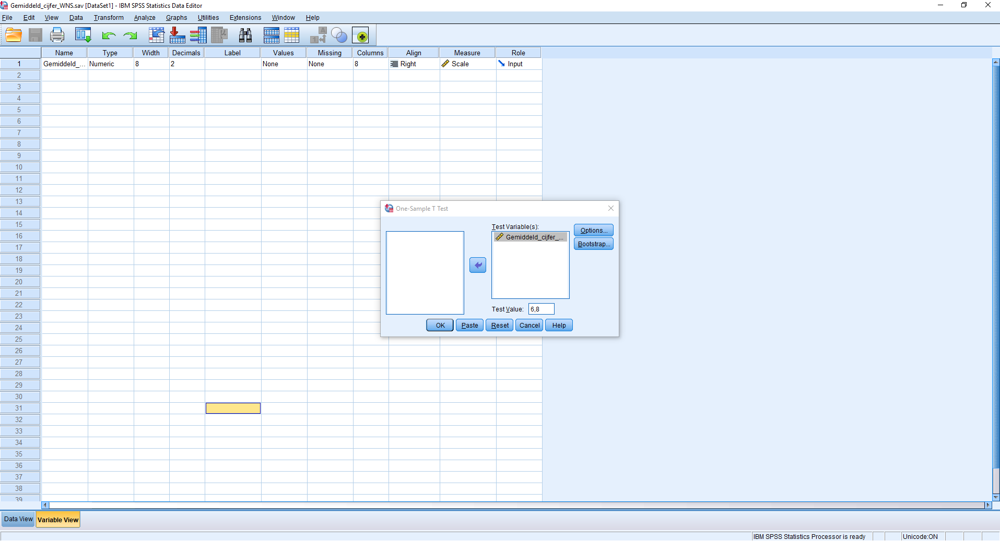 Gemiddeld_cijfer_WNS.sav [DataSet1] - IBM SPSS Statistics Data Editor
File Edit View Data Transform Analyze Graphs Utilities Extensions Window Help
Name Type Width Decimals Label Values Missing Columns Align Measure Role
1 Gemiddeld_... Numeric 8 2 None None 8 Right Scale Input
2
3
4
5
6
7
8
9
10
11
12
13
One-Sample T Test
14
15
Test Variable(s):
Options...
16
Gemiddeld_cijfer_...
Bootstrap...
17
18
19
20
21
22
Test Value: 6,8
23
24
OK Paste Reset Cancel Help
25
26
27
28
29
30
31
32
33
34
35
36
37
38
39
Data View Variable View
IBM SPSS Statistics Processor is ready Unicode:ON